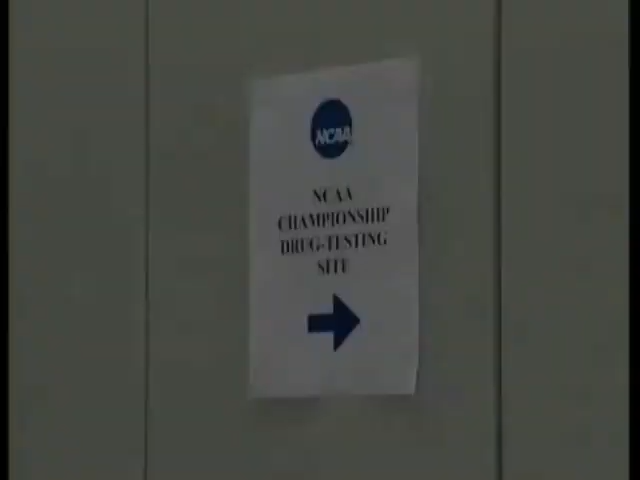 NCAA
NCAA
CHAMPIONSHIP
DRUG-TESTING
SITE